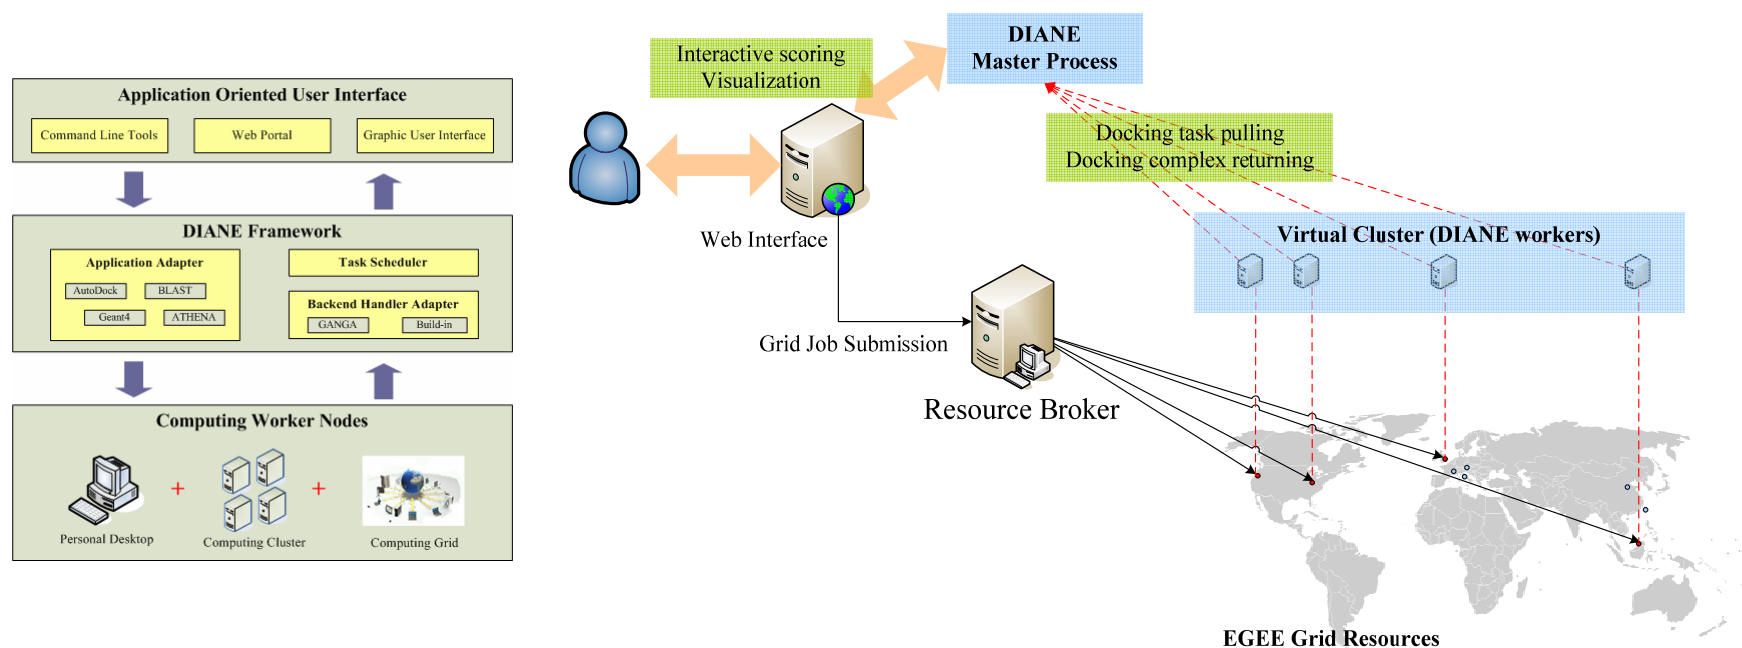 Application Oriented User Interface
Command Line Tools
Web Portal
Graphic User Interface
DIANE Framework
Application Adapter
AutoDock
BLAST
Geant4
ATHENA
Task Scheduler
Backend Handler Adapter
GANGA
Build-in
Computing Worker Nodes
Personal Desktop
+
Computing Cluster
+
Computing Grid
Interactive scoring
Visualization
DIANE
Master Process
Docking task pulling
Docking complex returning
Web Interface
Virtual Cluster (DIANE workers)
Grid Job Submission
Resource Broker
EGEE Grid Resources